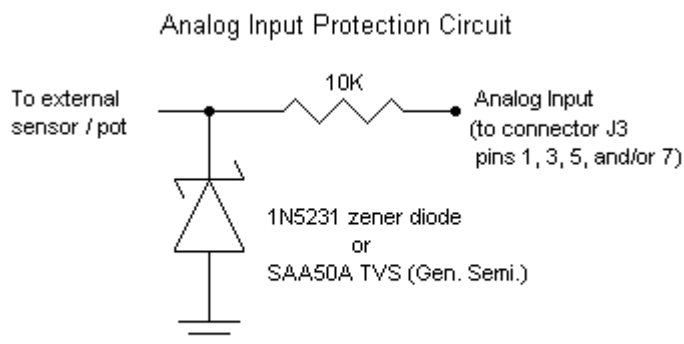 Analog Input Protection Circuit
10K
To external
sensor / pot
Analog Input
(to connector J3
pins 1, 3, 5, and/or 7)
1N5231 zener diode
or
SAA50A TVS (Gen. Semi.)